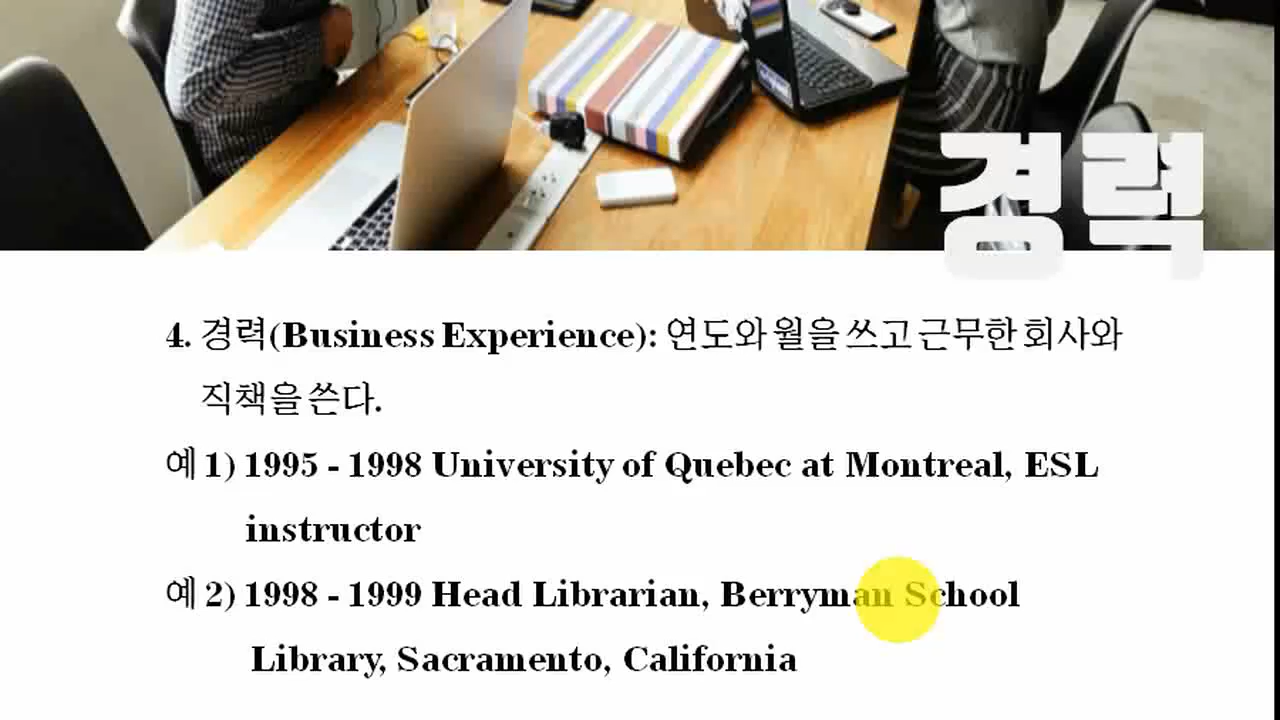 경력
4. 경력(Business Experience): 연도와 월을 쓰고 근무한 회사와
직책을 쓴다.
예 1) 1995 - 1998 University of Quebec at Montreal, ESL
instructor
예 2) 1998 - 1999 Head Librarian, Berryman School
Library, Sacramento, California